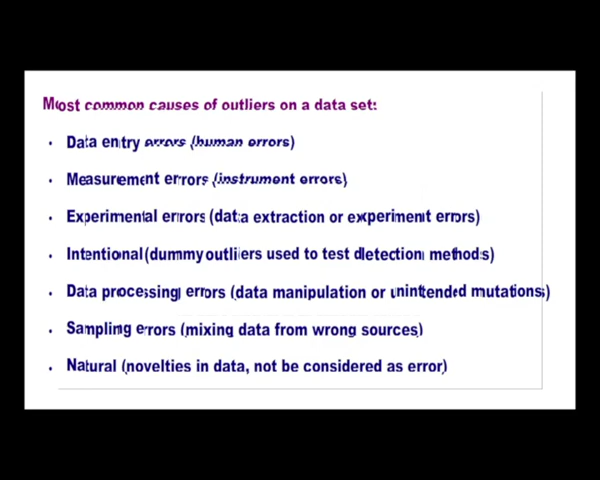 Most common causes of outliers on a data set:
• Data entry errors (human errors)
• Measurement errors (instrument errors)
• Experimental errors (data extraction or experiment errors)
• Intentional (dummy outliers used to test detection methods)
• Data processing errors (data manipulation or unintended mutations)
• Sampling errors (mixing data from wrong sources)
• Natural (novelties in data, not be considered as error)